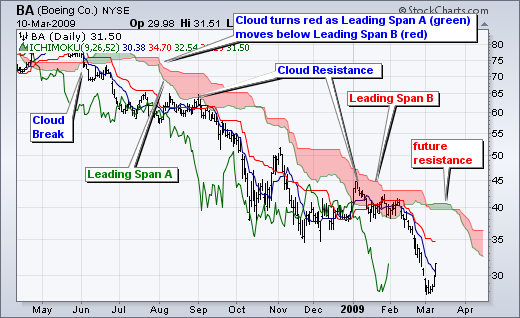 BA (Boeing Co.) NYSE
© StockCharts.com
10-Mar-2009 Op 29.98 Hi 31.51 L
BA (Daily) 31.50
ICHIMOKU(9,26,52) 30.38 34.70 32.54 31.50
Cloud turns red as Leading Span A (green)
moves below Leading Span B (red)
Cloud
Break
Leading Span A
Cloud Resistance
Leading Span B
future
resistance
80
75
70
65
60
55
50
45
40
35
30
May Jun Jul Aug Sep Oct Nov Dec 2009 Feb Mar Apr